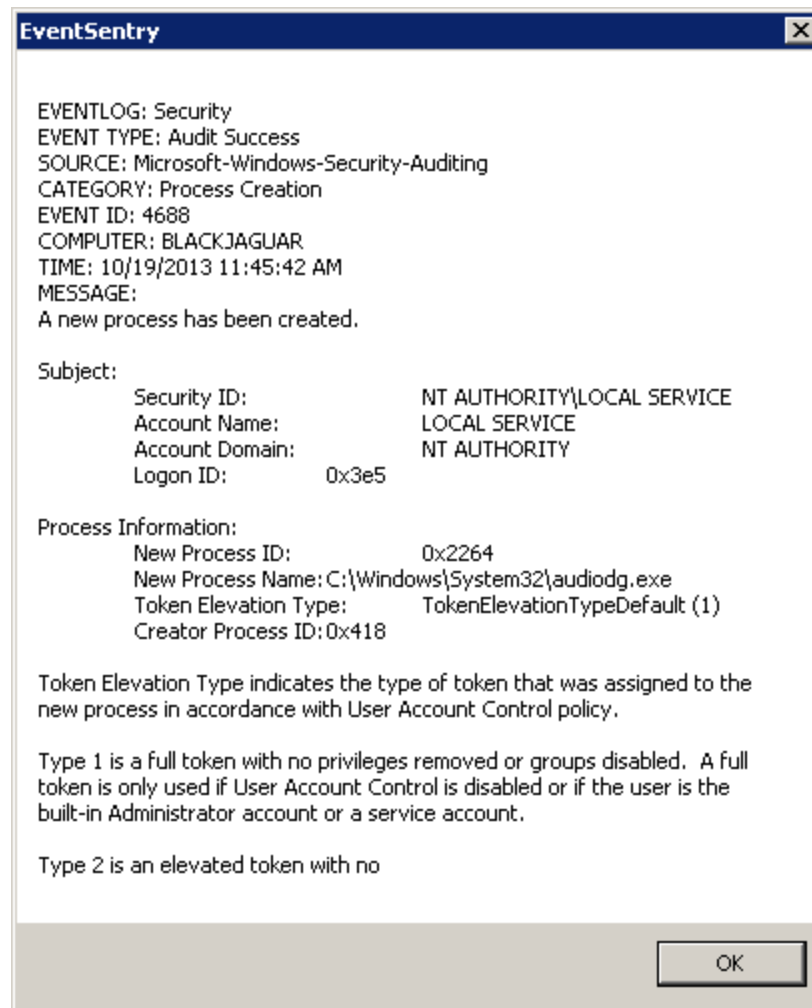 EventSentry
EVENTLOG: Security
EVENT TYPE: Audit Success
SOURCE: Microsoft-Windows-Security-Auditing
CATEGORY: Process Creation
EVENT ID: 4688
COMPUTER: BLACKJAGUAR
TIME: 10/19/2013 11:45:42 AM
MESSAGE:
A new process has been created.
Subject:
Security ID: NT AUTHORITY\LOCAL SERVICE
Account Name: LOCAL SERVICE
Account Domain: NT AUTHORITY
Logon ID: 0x3e5
Process Information:
New Process ID: 0x2264
New Process Name: C:\Windows\System32\audiodg.exe
Token Elevation Type: TokenElevationTypeDefault (1)
Creator Process ID: 0x418
Token Elevation Type indicates the type of token that was assigned to the
new process in accordance with User Account Control policy.
Type 1 is a full token with no privileges removed or groups disabled.  A full
token is only used if User Account Control is disabled or if the user is the
built-in Administrator account or a service account.
Type 2 is an elevated token with no
OK